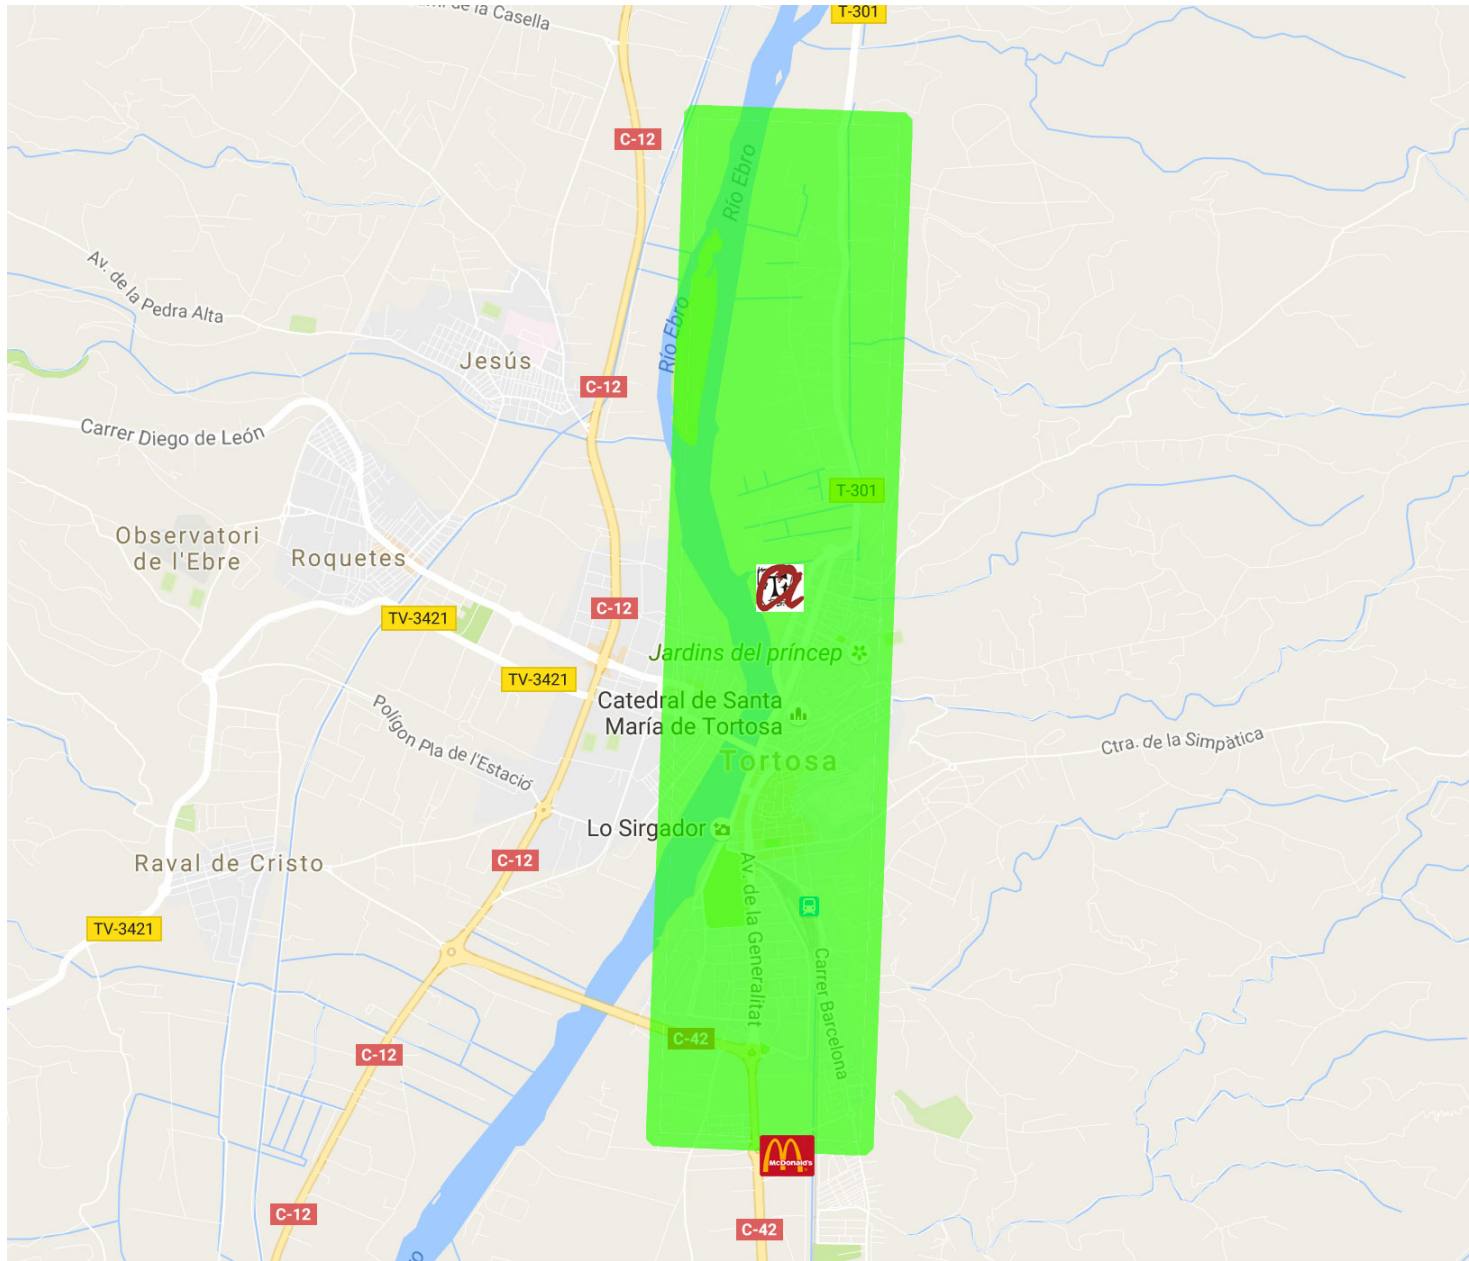 de la Casella
T-301
C-12
Río Ebro
Av. de la Pedra Alta
Río Ebro
Jesús
C-12
Carrer Diego de León
T-301
Observatori
de l'Ebre
Roquetes
C-12
TV-3421
Jardins del príncep
TV-3421
Catedral de Santa
María de Tortosa
Polígon Pla de l'Estació
Ctra. de la Simpàtica
Tortosa
Lo Sirgador
C-12
Raval de Cristo
Av. de la Generalitat
TV-3421
Carrer Barcelona
C-42
C-12
McDonald's
C-12
C-42